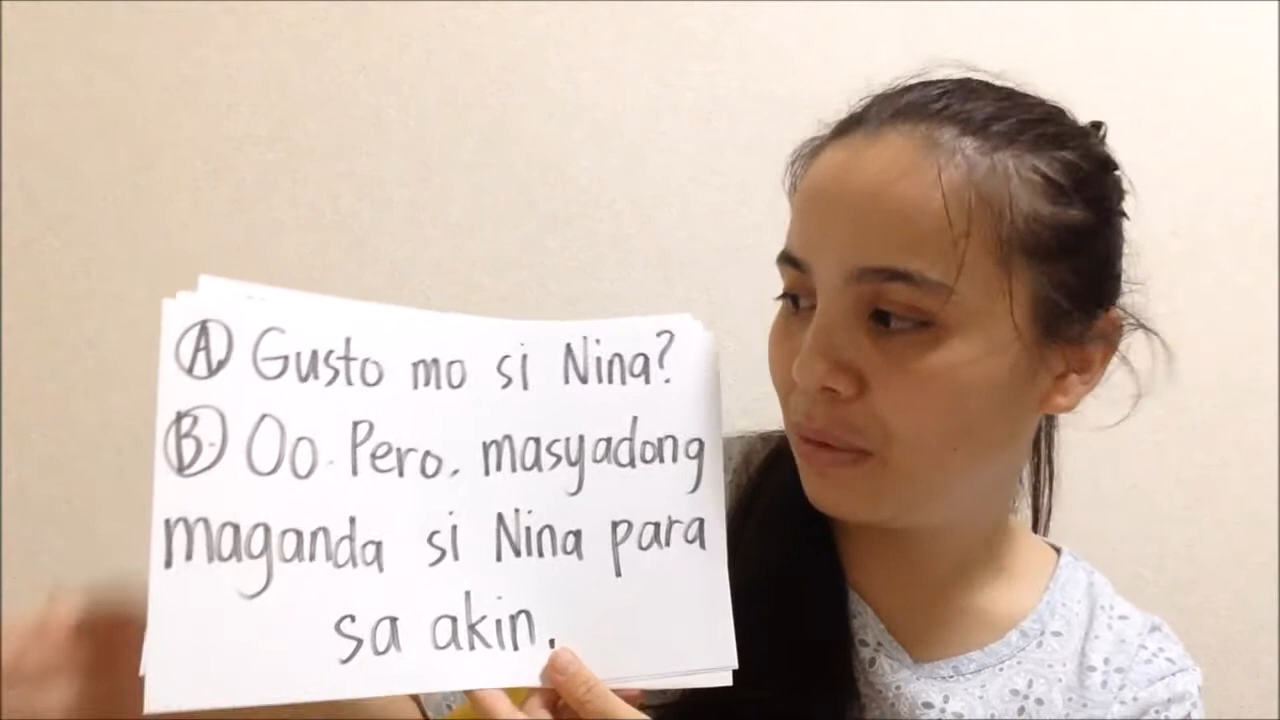 A Gusto mo si Nina?
B. Oo. Pero, masyadong
maganda si Nina para
sa akin.